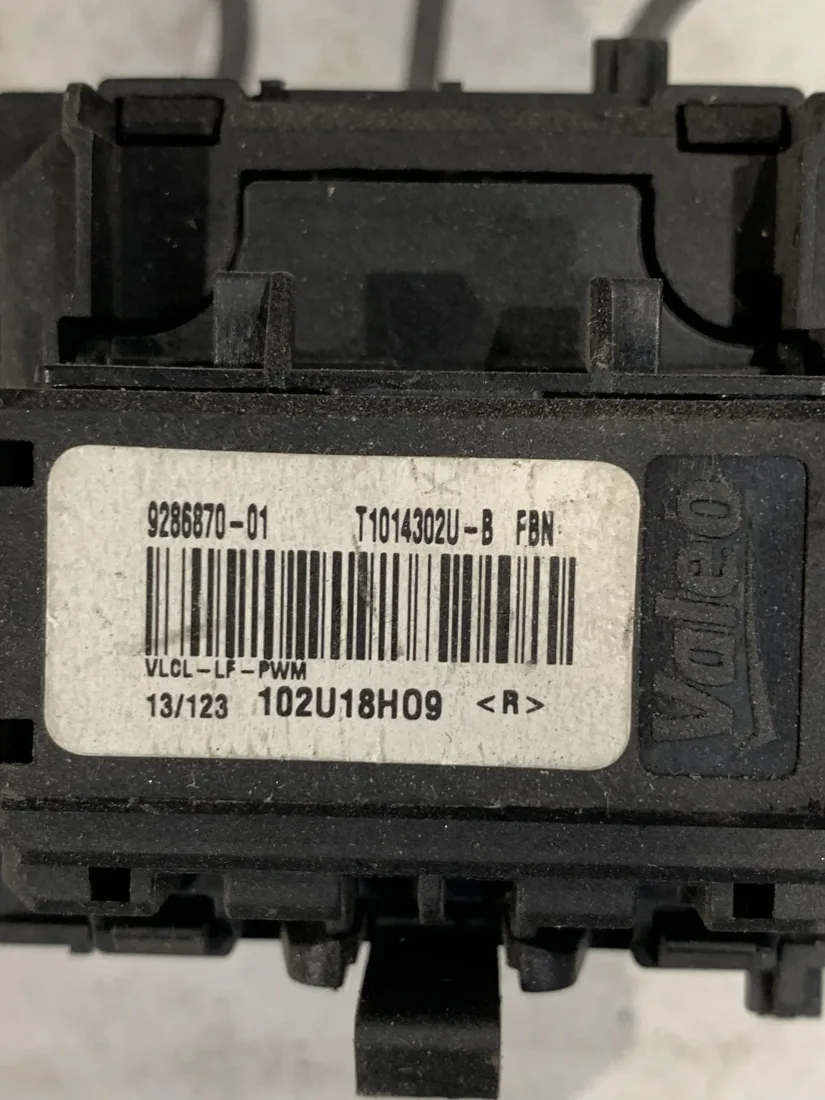 9286870-01 T1014302U-B FBN
VLCL-LF-PWM
13/123 102U18H09 <R>
Valeo